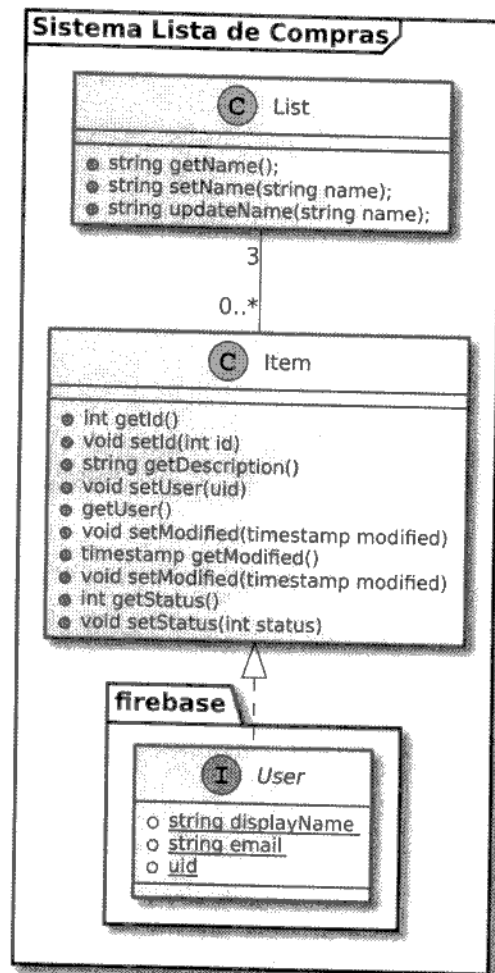 Sistema Lista de Compras
C List
string getName();
string setName(string name);
string updateName(string name);
3
0..*
C Item
int getId()
void setId(int id)
string getDescription()
void setUser(uid)
getUser()
void setModified(timestamp modified)
timestamp getModified()
void setModified(timestamp modified)
int getStatus()
void setStatus(int status)
firebase
I User
string displayName
string email
uid